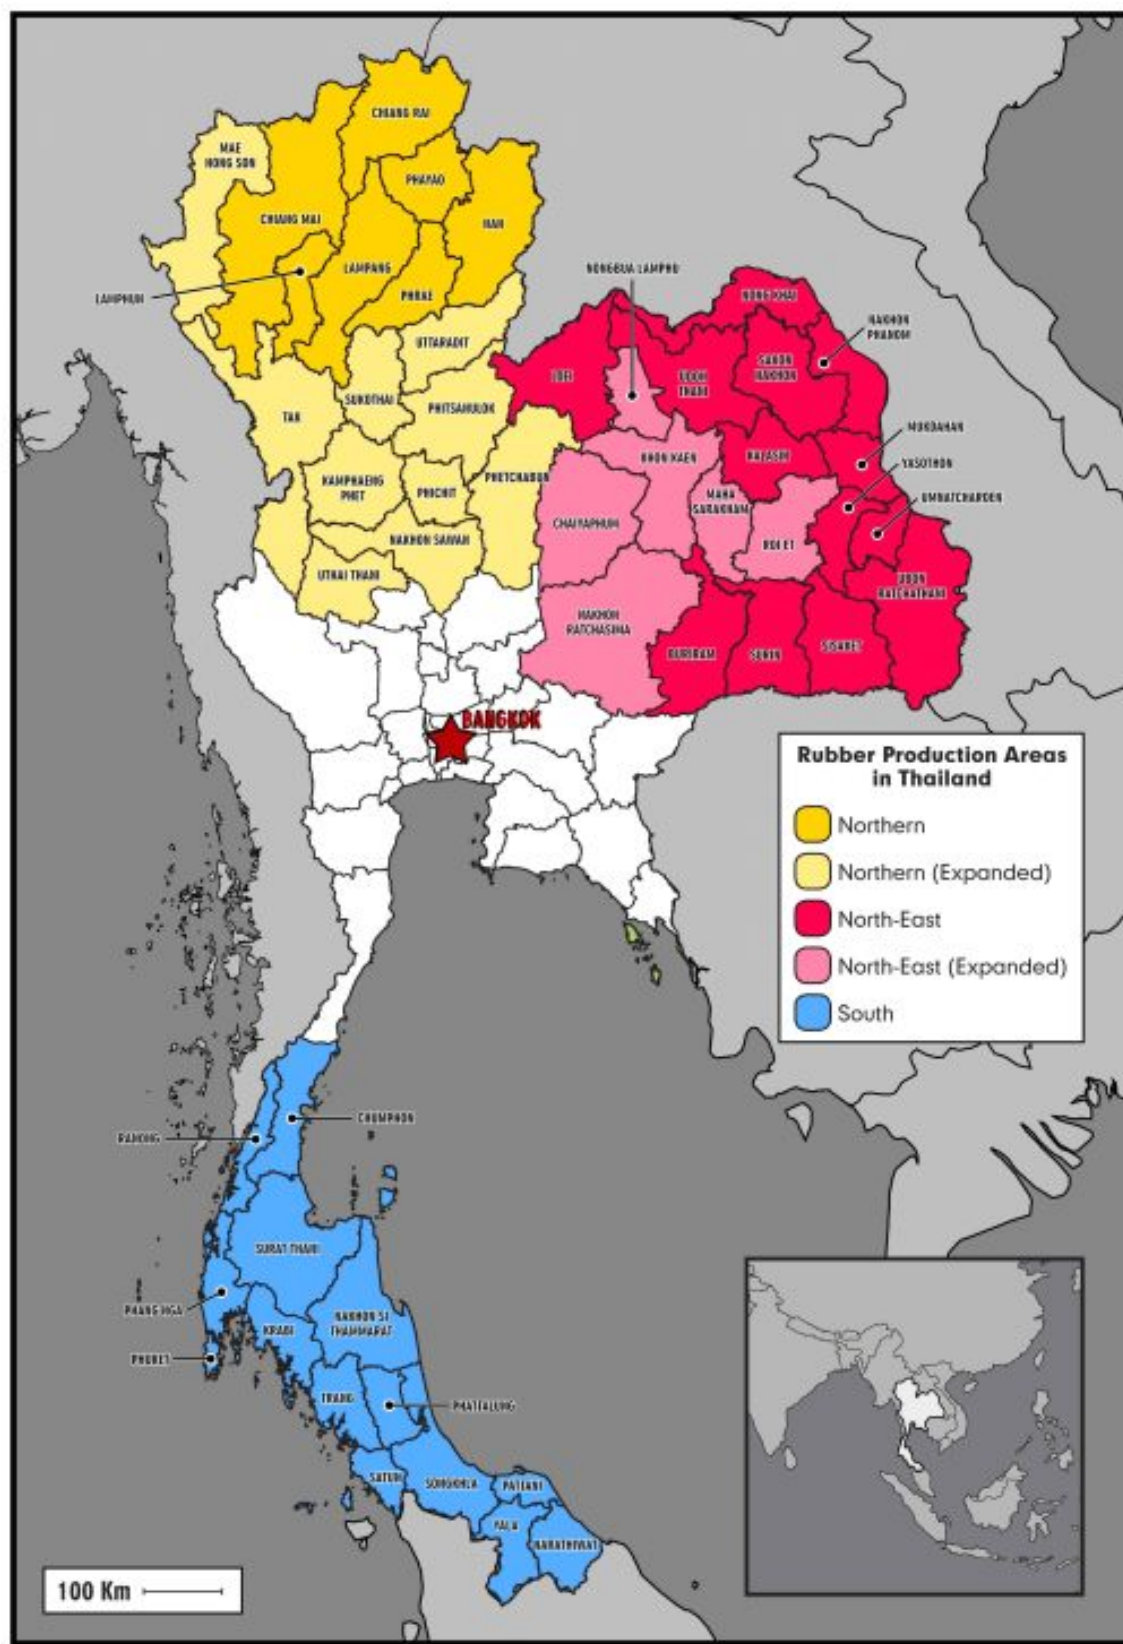 CHIANG RAI
MAE
HONG SON
PHAYAO
CHIANG MAI
NAN
LAMPANG
LAMPHUN
PHRAE
NONGBUA LAMPHU
NONG KHAI
NAKHON
PHANOM
UTTARADIT
LOEI
UDON
THANI
SAKON
NAKHON
SUKOTHAI
PHITSANULOK
TAK
MUKDAHAN
KHON KAEN
KALASIN
YASOTHON
PHETCHABUN
KAMPHAENG
PHET
PHICHIT
MAHA
SARAKHAM
UMNATCHAROEN
CHAIYAPHUM
NAKHON SAWAN
ROI ET
UTHAI THANI
UBON
RATCHATHANI
NAKHON
RATCHASIMA
BURIRAM
SURIN
SISAKET
BANGKOK
Rubber Production Areas
in Thailand
Northern
Northern (Expanded)
North-East
North-East (Expanded)
South
CHUMPHON
RANONG
SURAT THANI
PHANG NGA
KRABI
NAKHON SI
THAMMARAT
PHUKET
TRANG
PHATTALUNG
SATUN
SONGKHLA
PATTANI
YALA
NARATHIWAT
100 Km